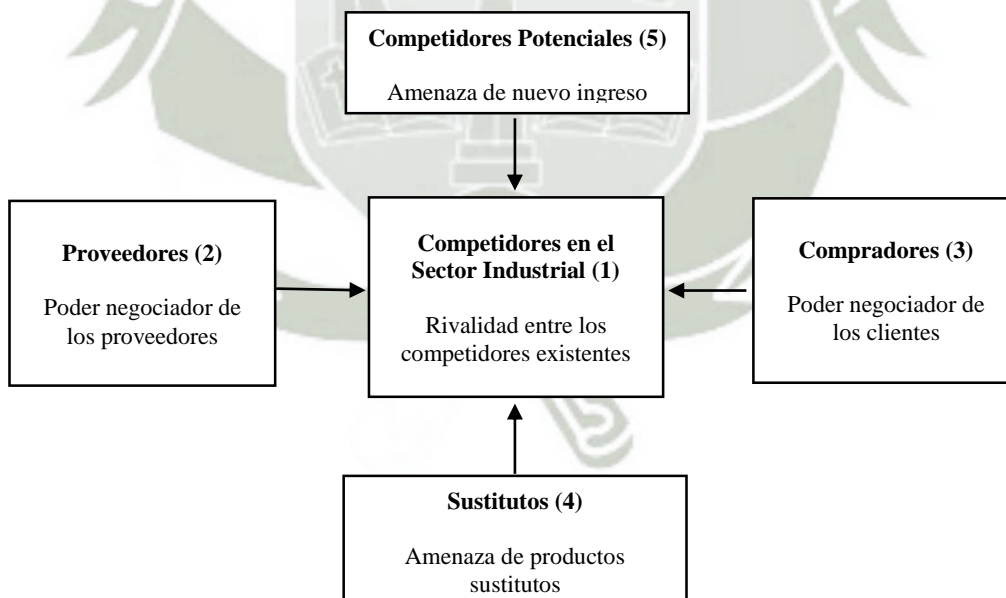 Competidores Potenciales (5)
Amenaza de nuevo ingreso
Proveedores (2)
Poder negociador de
los proveedores
Competidores en el
Sector Industrial (1)
Rivalidad entre los
competidores existentes
Compradores (3)
Poder negociador de
los clientes
Sustitutos (4)
Amenaza de productos
sustitutos